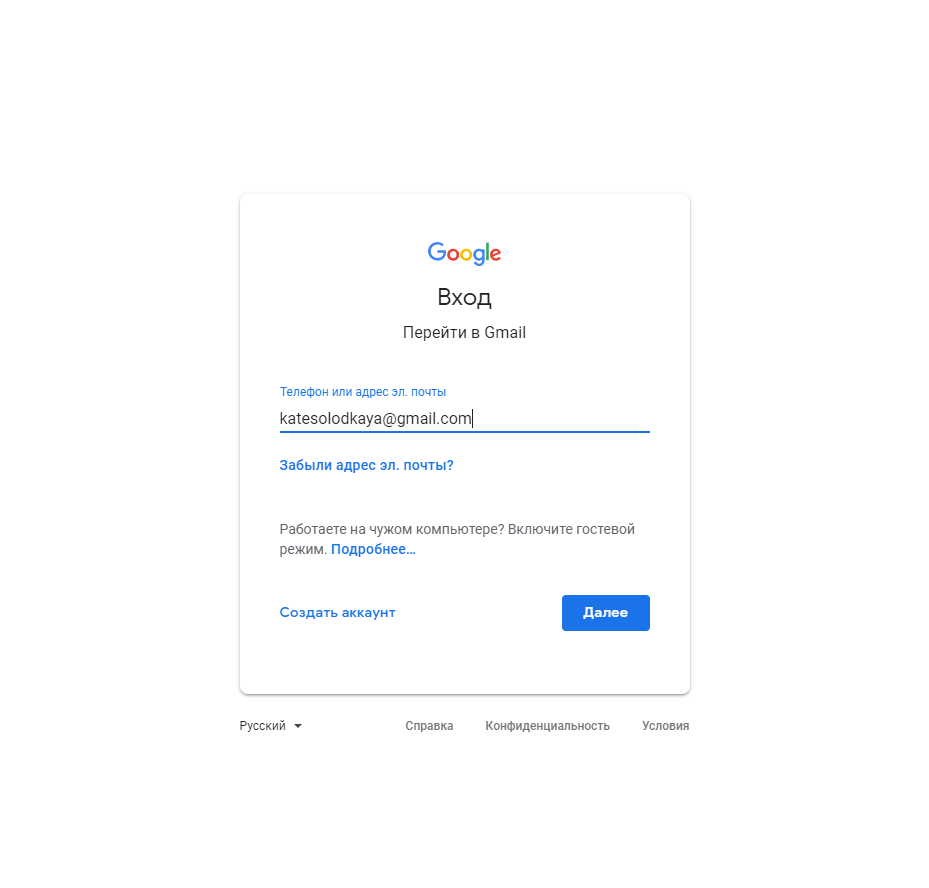 Google
Вход
Перейти в Gmail
Телефон или адрес эл. почты
katesolodkaya@gmail.com
Забыли адрес эл. почты?
Работаете на чужом компьютере? Включите гостевой
режим. Подробнее…
Создать аккаунт
Далее
Русский
Справка
Конфиденциальность
Условия